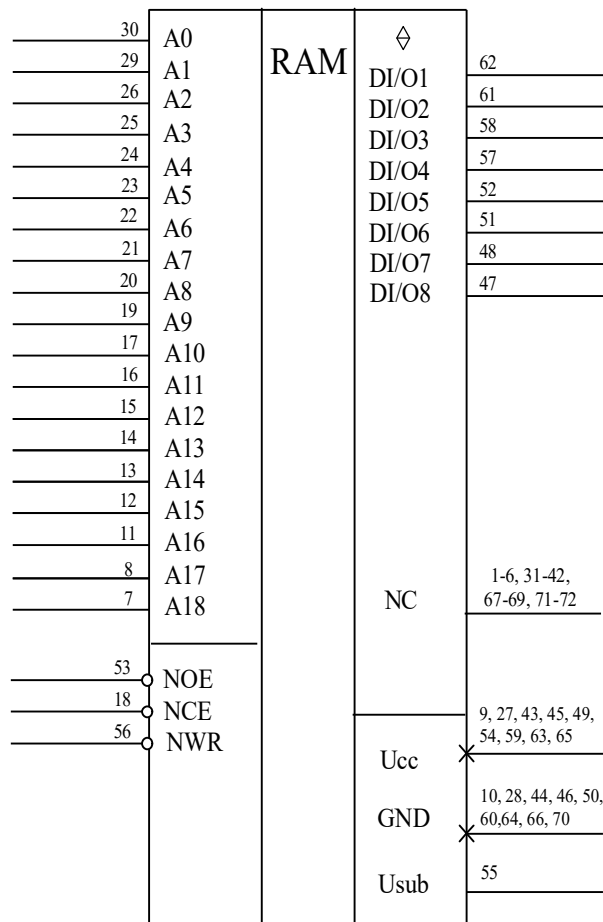 30 A0
29 A1
26 A2
25 A3
24 A4
23 A5
22 A6
21 A7
20 A8
19 A9
17 A10
16 A11
15 A12
14 A13
13 A14
12 A15
11 A16
8 A17
7 A18
53 NOE
18 NCE
56 NWR
RAM
DI/O1 62
DI/O2 61
DI/O3 58
DI/O4 57
DI/O5 52
DI/O6 51
DI/O7 48
DI/O8 47
1-6, 31-42,
NC 67-69, 71-72
9, 27, 43, 45, 49,
54, 59, 63, 65
Ucc
10, 28, 44, 46, 50,
GND 60,64, 66, 70
Usub 55